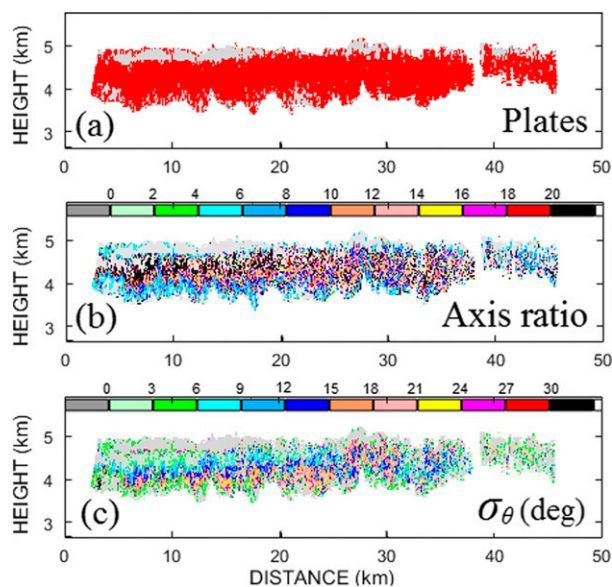 HEIGHT (km)
5
4
3
(a)
Plates
0 10 20 30 40 50
0 2 4 6 8 10 12 14 16 18 20
HEIGHT (km)
5
4
3
(b)
Axis ratio
0 10 20 30 40 50
0 3 6 9 12 15 18 21 24 27 30
HEIGHT (km)
5
4
3
(c)
σθ (deg)
0 10 20 30 40 50
DISTANCE (km)